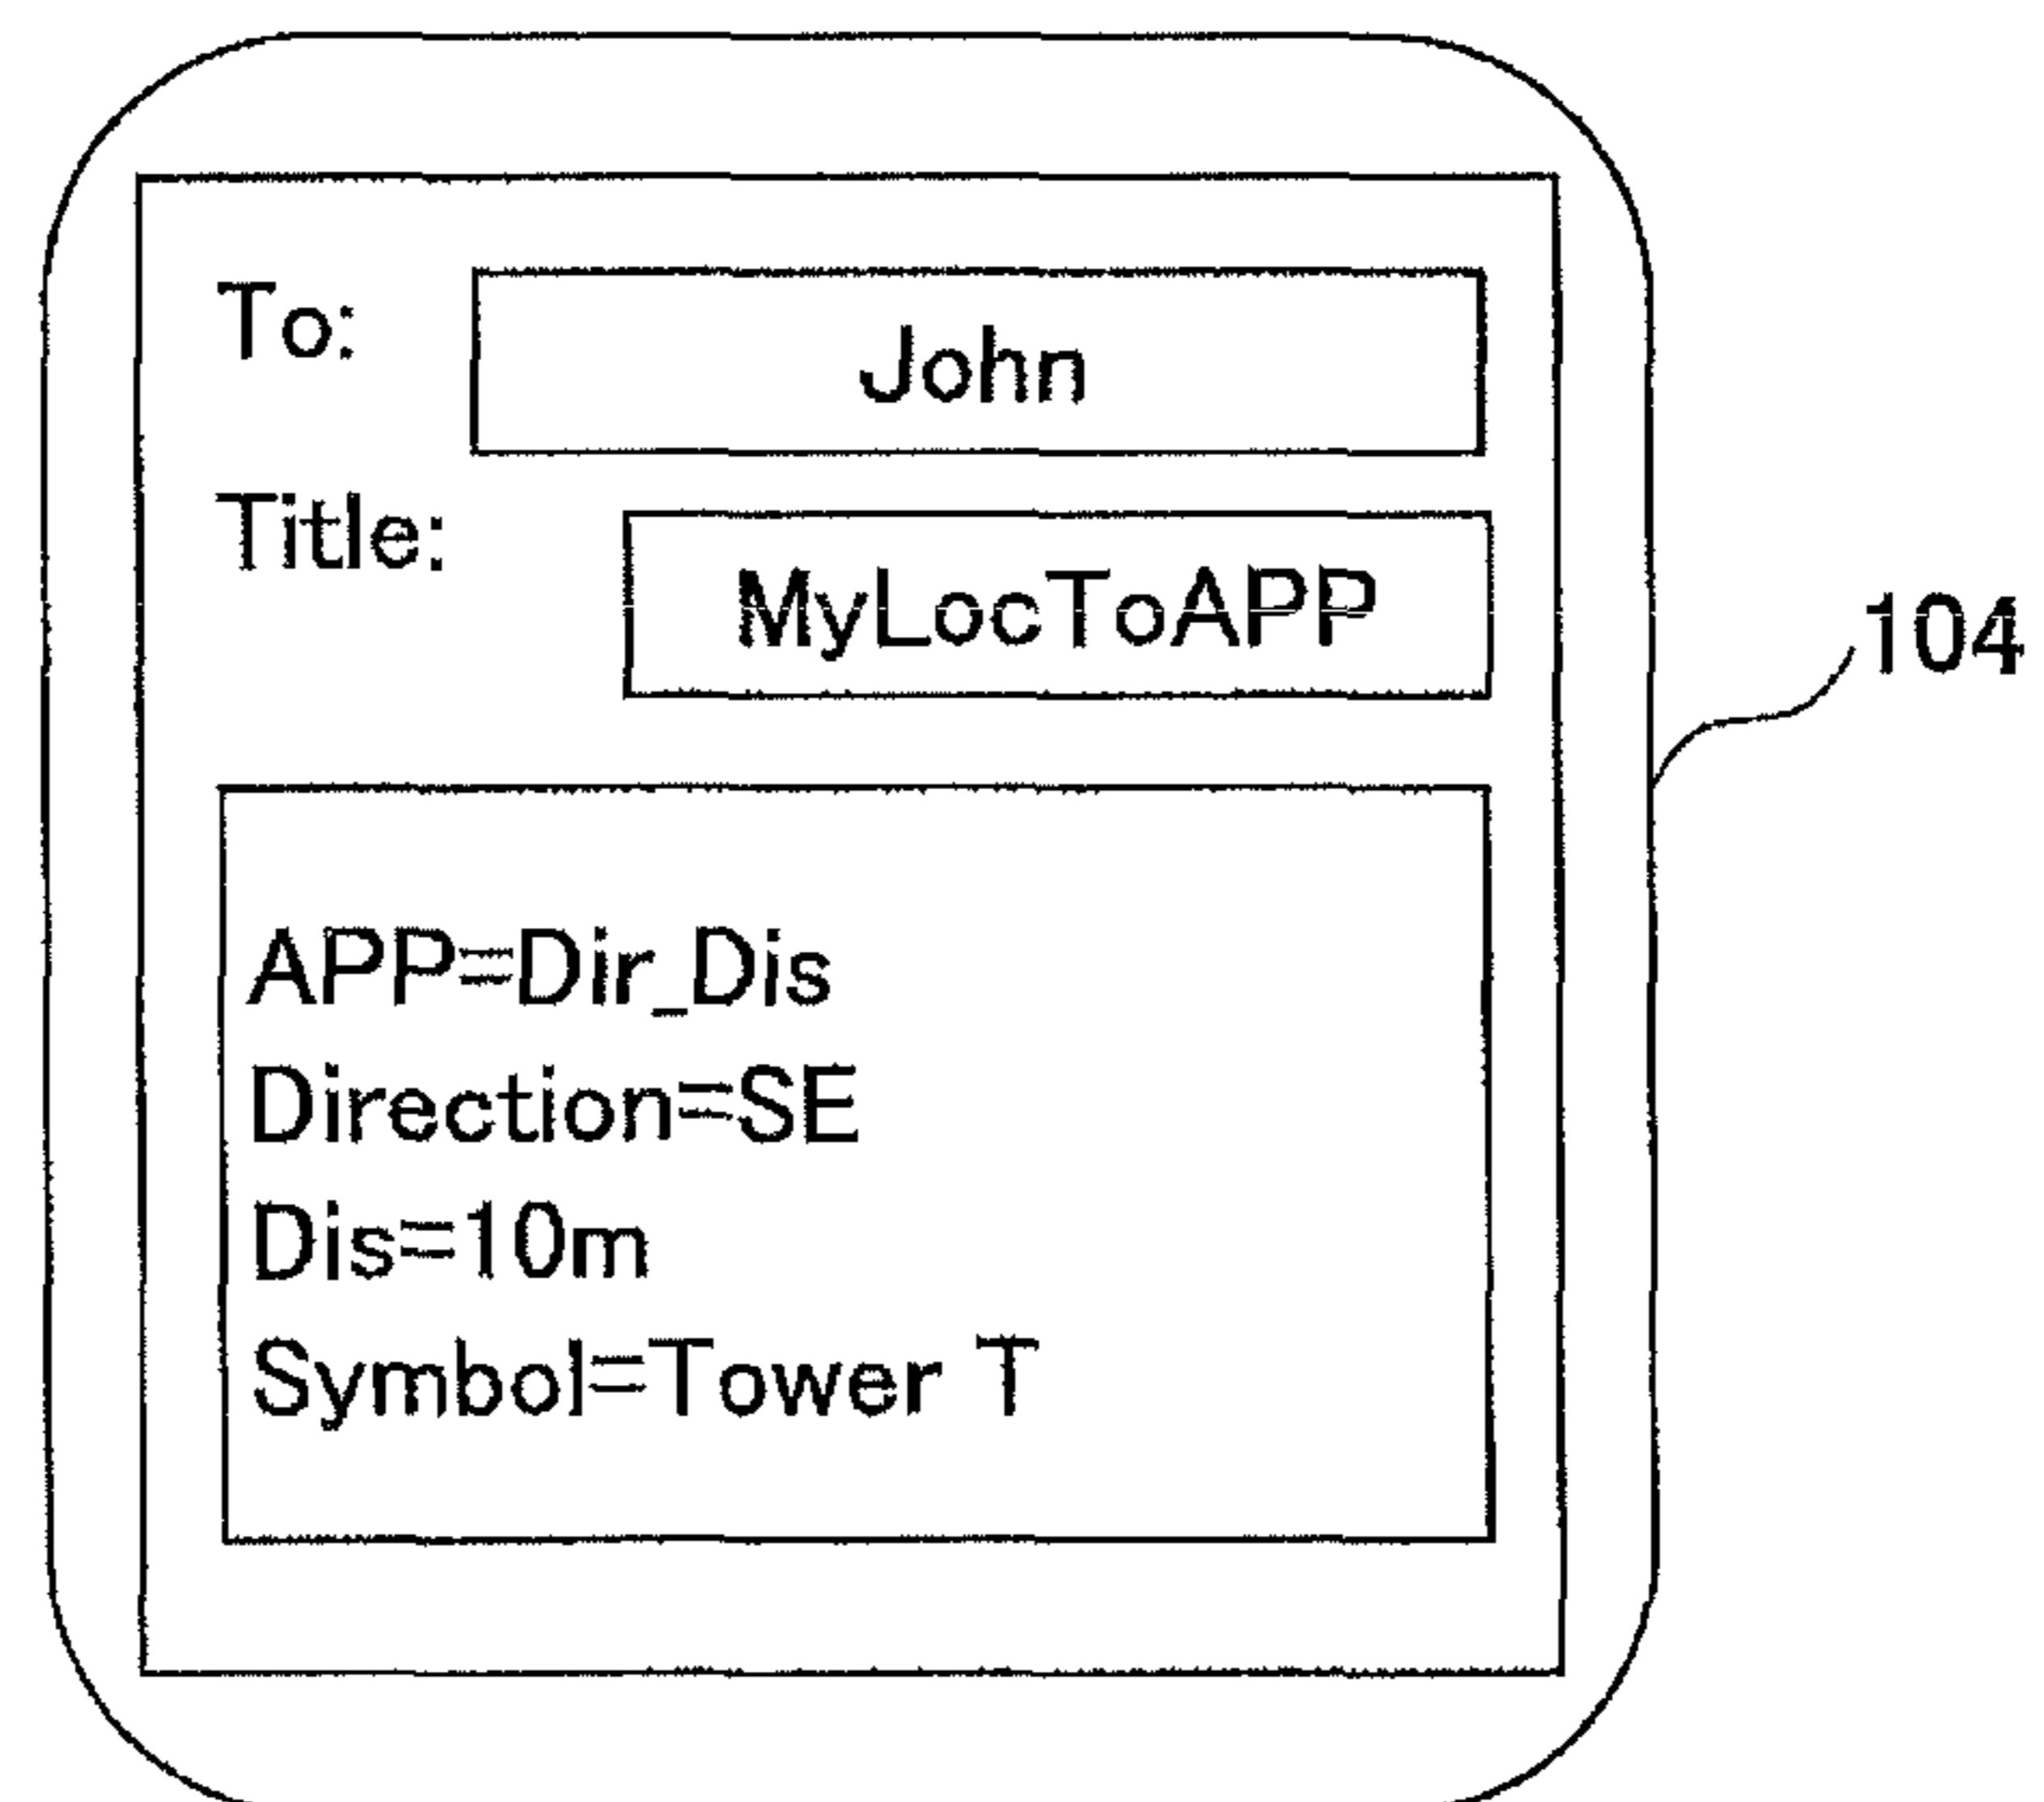 To: John
Title: MyLocToAPP
104
APP=Dir_Dis
Direction=SE
Dis=10m
Symbol=Tower T